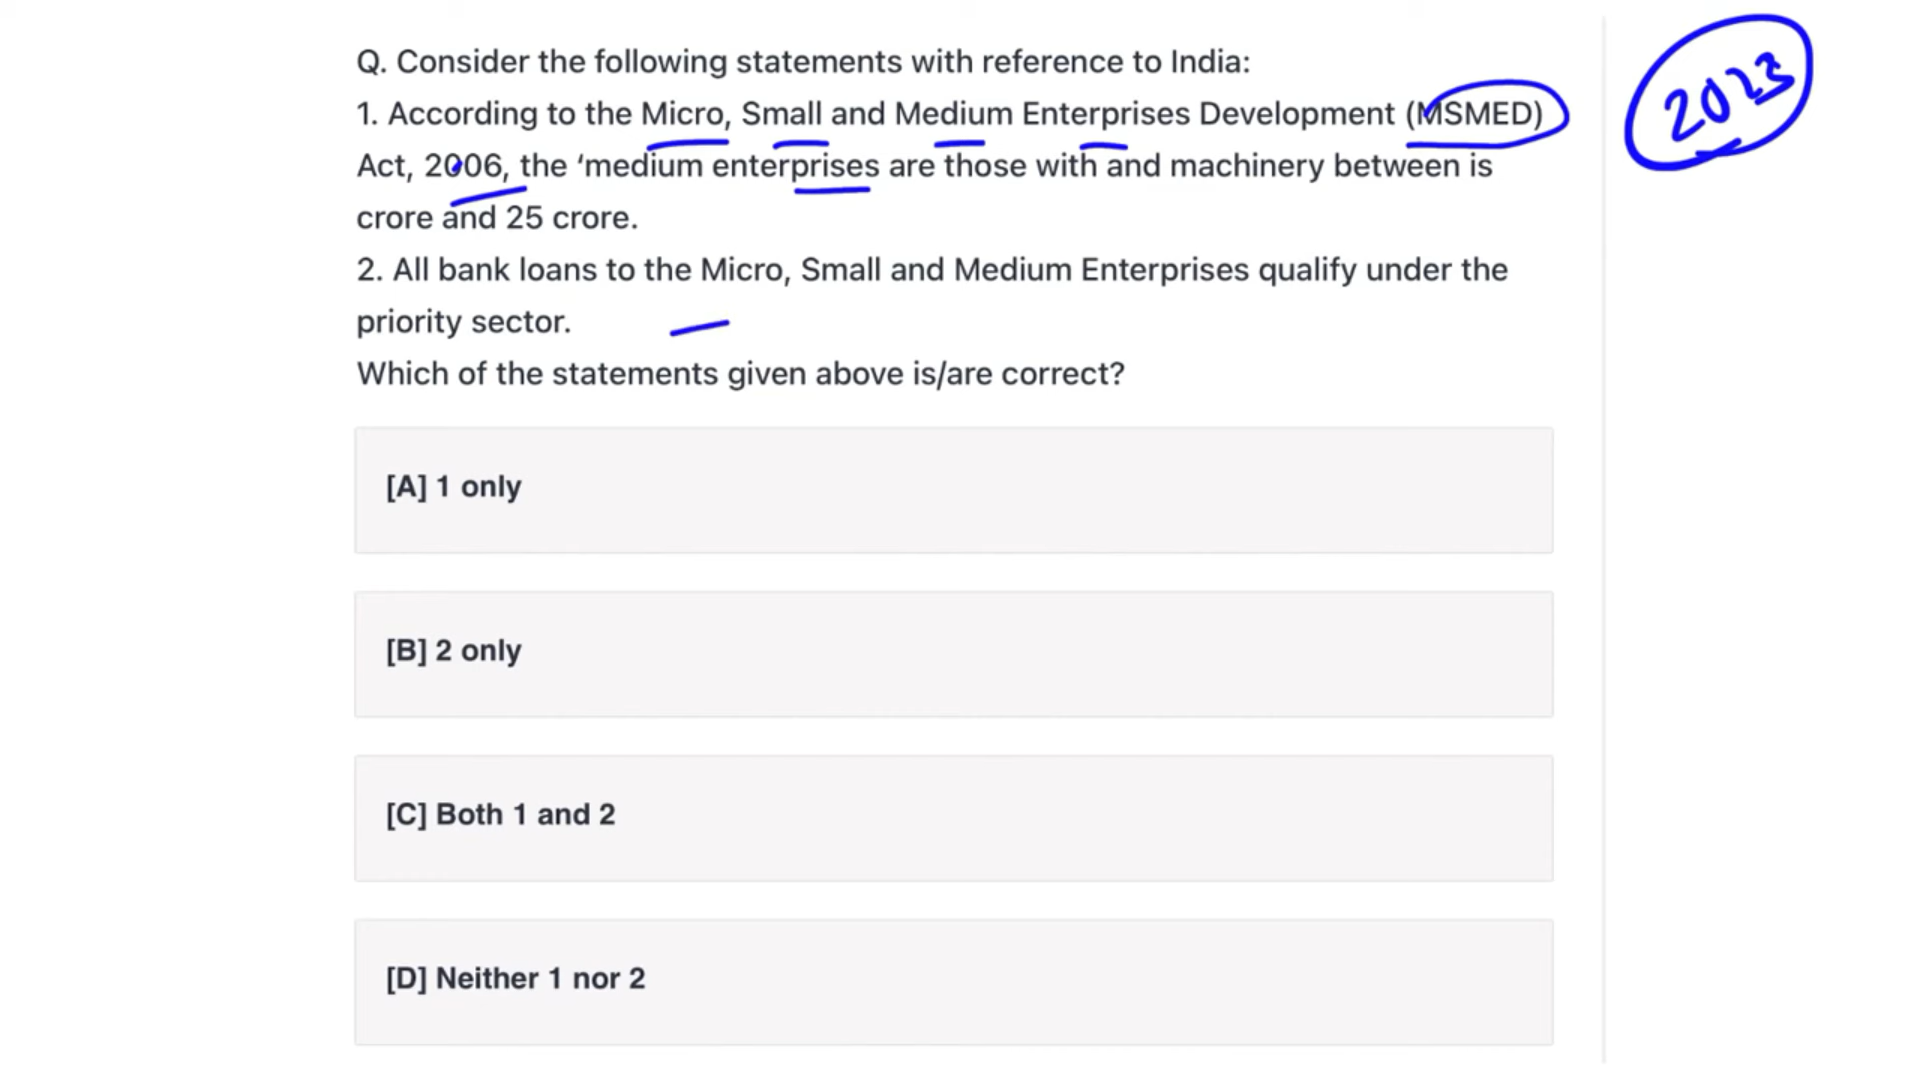 Q. Consider the following statements with reference to India:
1. According to the Micro, Small and Medium Enterprises Development (MSMED)
Act, 2006, the ‘medium enterprises are those with and machinery between is
crore and 25 crore.
2. All bank loans to the Micro, Small and Medium Enterprises qualify under the
priority sector.
Which of the statements given above is/are correct?
[A] 1 only
[B] 2 only
[C] Both 1 and 2
[D] Neither 1 nor 2
2023